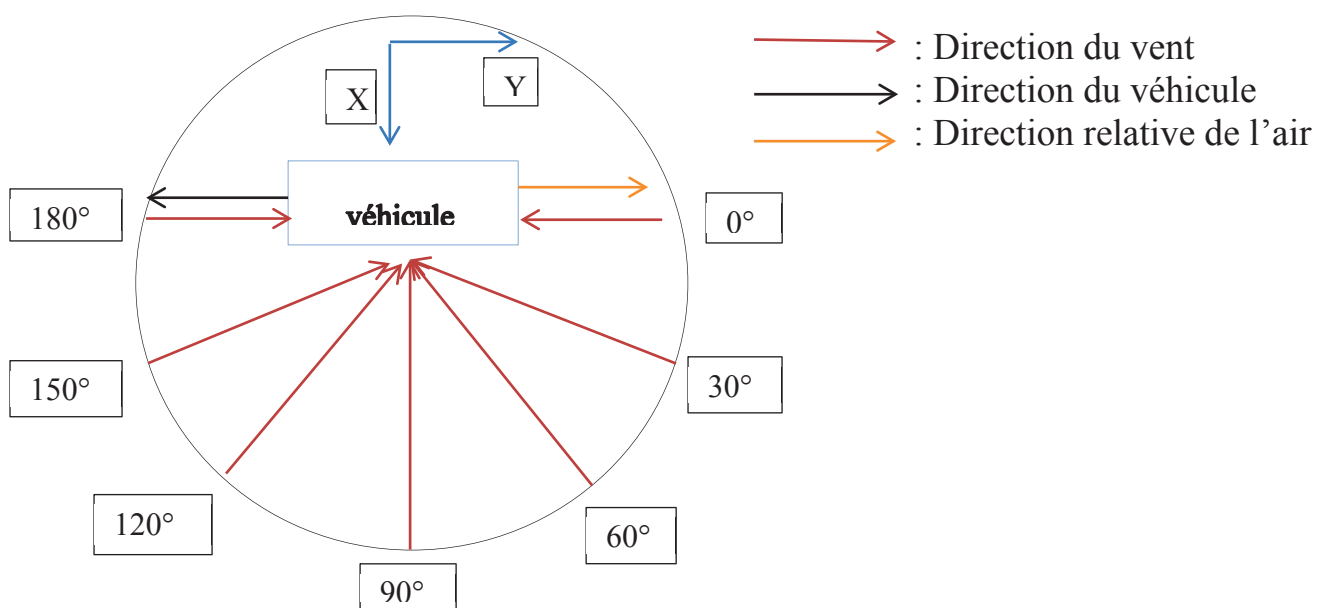 : Direction du vent
: Direction du véhicule
: Direction relative de l’air
X
Y
véhicule
180°
0°
150°
30°
120°
60°
90°